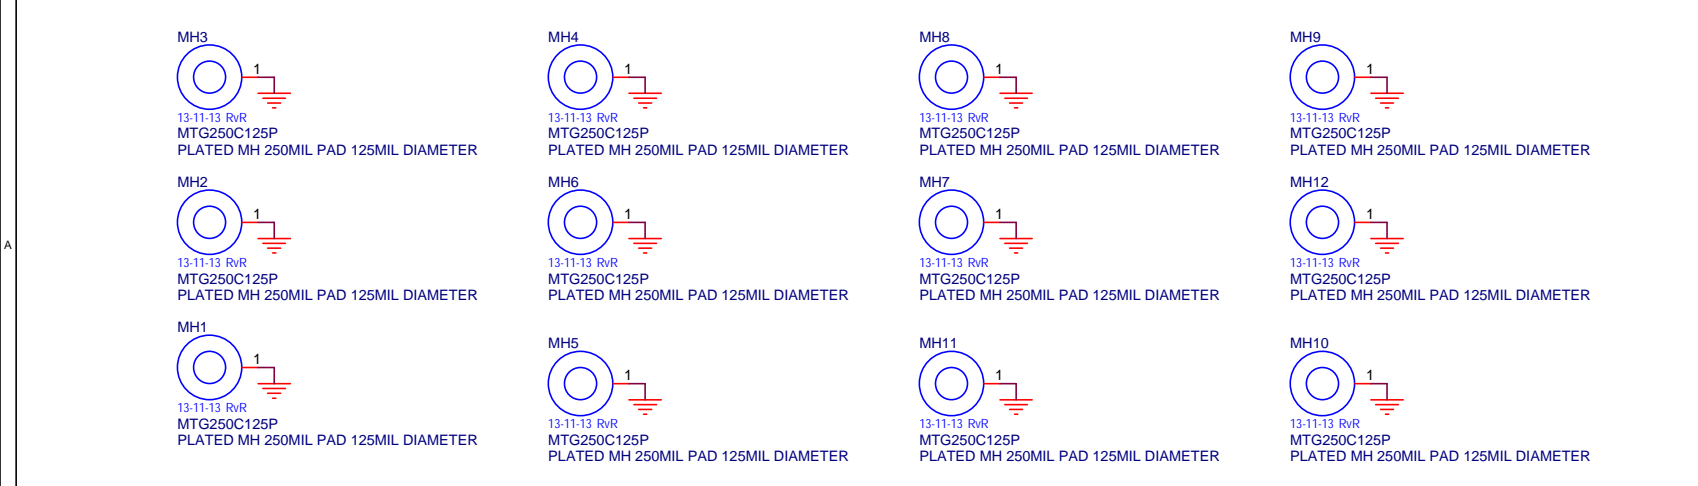 MH3
1
13-11-13 RvR
MTG250C125P
PLATED MH 250MIL PAD 125MIL DIAMETER
MH4
1
13-11-13 RvR
MTG250C125P
PLATED MH 250MIL PAD 125MIL DIAMETER
MH8
1
13-11-13 RvR
MTG250C125P
PLATED MH 250MIL PAD 125MIL DIAMETER
MH9
1
13-11-13 RvR
MTG250C125P
PLATED MH 250MIL PAD 125MIL DIAMETER
A
MH2
1
13-11-13 RvR
MTG250C125P
PLATED MH 250MIL PAD 125MIL DIAMETER
MH6
1
13-11-13 RvR
MTG250C125P
PLATED MH 250MIL PAD 125MIL DIAMETER
MH7
1
13-11-13 RvR
MTG250C125P
PLATED MH 250MIL PAD 125MIL DIAMETER
MH12
1
13-11-13 RvR
MTG250C125P
PLATED MH 250MIL PAD 125MIL DIAMETER
MH1
1
13-11-13 RvR
MTG250C125P
PLATED MH 250MIL PAD 125MIL DIAMETER
MH5
1
13-11-13 RvR
MTG250C125P
PLATED MH 250MIL PAD 125MIL DIAMETER
MH11
1
13-11-13 RvR
MTG250C125P
PLATED MH 250MIL PAD 125MIL DIAMETER
MH10
1
13-11-13 RvR
MTG250C125P
PLATED MH 250MIL PAD 125MIL DIAMETER